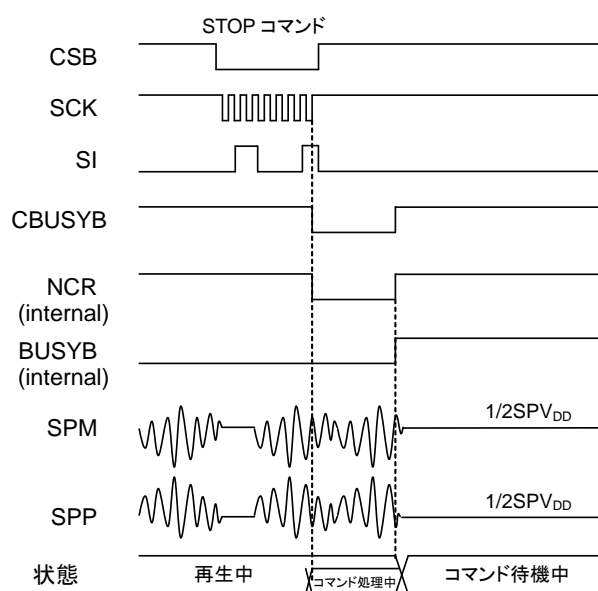 STOP コマンド
CSB
SCK
SI
CBUSYB
NCR
(internal)
BUSYB
(internal)
SPM
1/2SPVDD
SPP
1/2SPVDD
状態
再生中
コマンド処理中
コマンド待機中